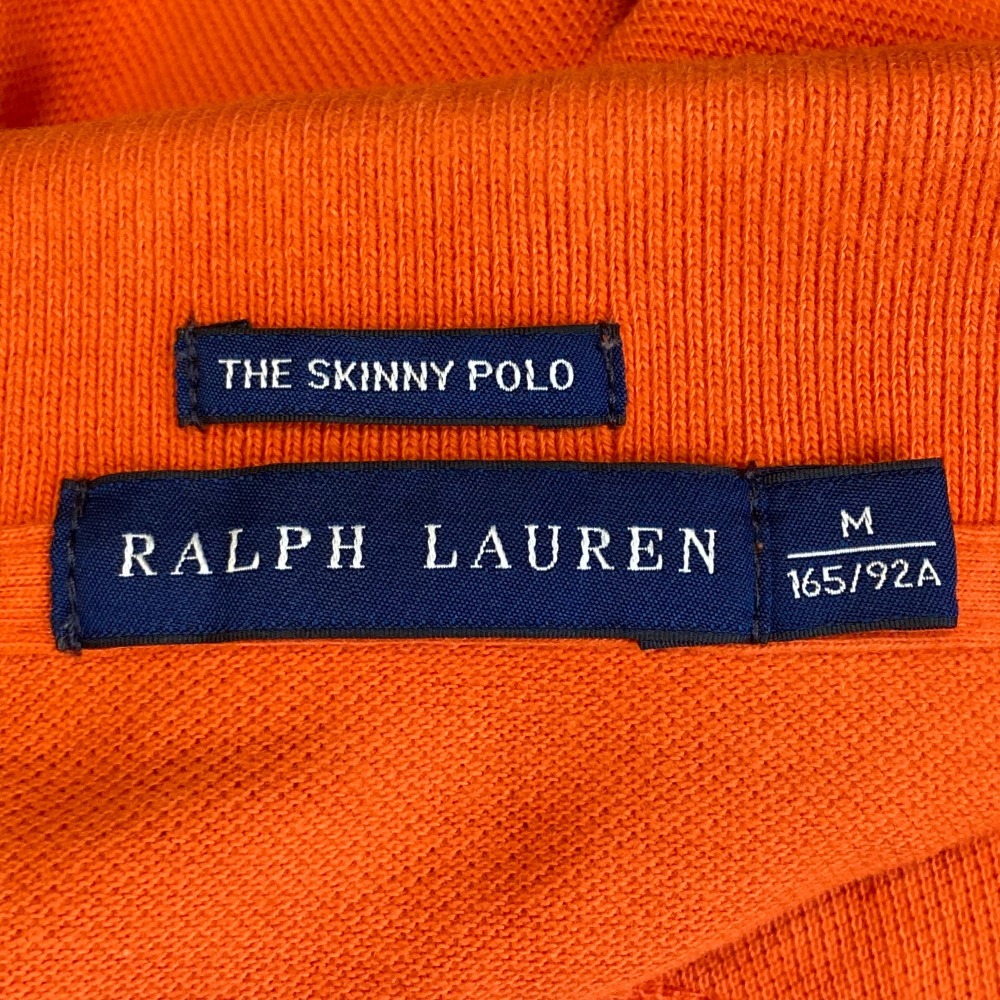 THE SKINNY POLO
RALPH LAUREN
M
165/92A